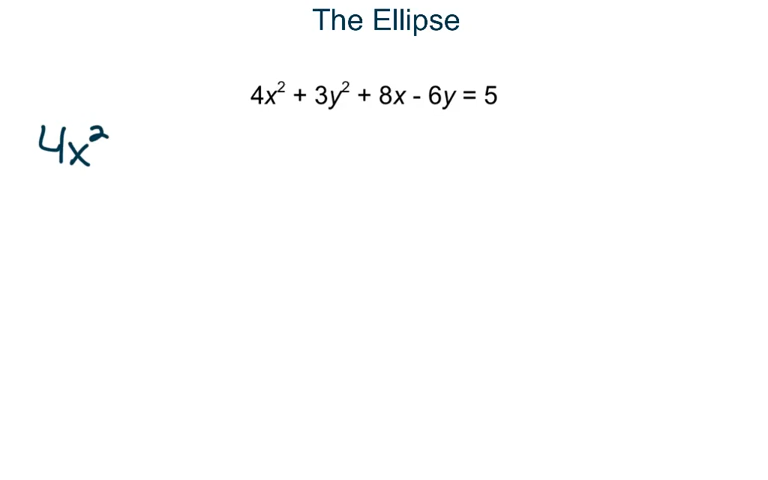 The Ellipse
4x² + 3y² + 8x - 6y = 5
4x²